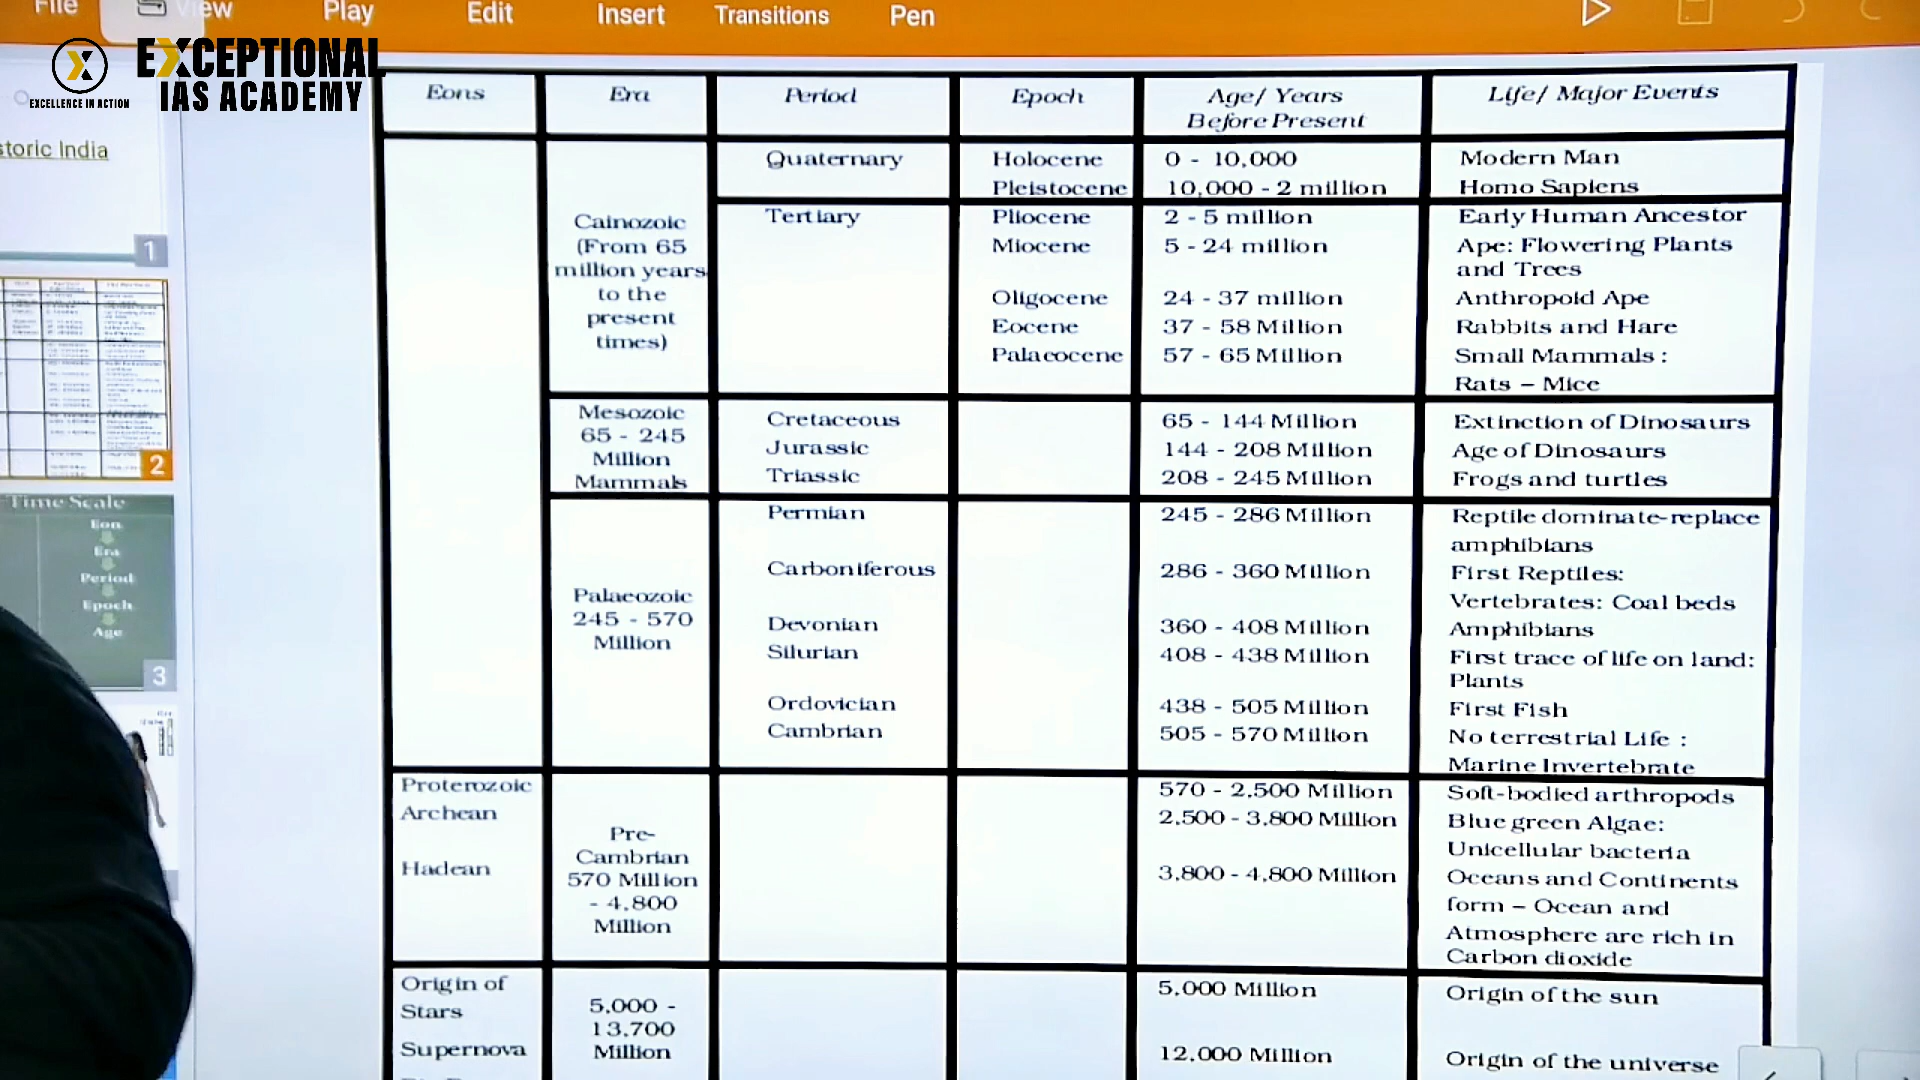 File
View
Play
Edit
Insert
Transitions
Pen
EXCEPTIONAL
IAS ACADEMY
EXCELLENCE IN ACTION
storic India
1
2
Time Scale
Eon
Era
Period
Epoch
Age
3
Eons Era Period Epoch Age/ Years Before Present Life/ Major Events
Quaternary Holocene 0 - 10,000 Modern Man
Pleistocene 10,000 - 2 million Homo Sapiens
Cainozoic
(From 65
million years
to the
present
times)
Tertiary Pliocene 2 - 5 million Early Human Ancestor
Miocene 5 - 24 million Ape: Flowering Plants
and Trees
Oligocene 24 - 37 million Anthropoid Ape
Eocene 37 - 58 Million Rabbits and Hare
Palaeocene 57 - 65 Million Small Mammals :
Rats – Mice
Mesozoic
65 - 245
Million
Mammals
Cretaceous 65 - 144 Million Extinction of Dinosaurs
Jurassic 144 - 208 Million Age of Dinosaurs
Triassic 208 - 245 Million Frogs and turtles
Palaeozoic
245 - 570
Million
Permian 245 - 286 Million Reptile dominate-replace
amphibians
Carboniferous 286 - 360 Million First Reptiles:
Vertebrates: Coal beds
Devonian 360 - 408 Million Amphibians
Silurian 408 - 438 Million First trace of life on land:
Plants
Ordovician 438 - 505 Million First Fish
Cambrian 505 - 570 Million No terrestrial Life :
Marine Invertebrate
Pre-
Cambrian
570 Million
- 4,800
Million
Proterozoic 570 - 2,500 Million Soft-bodied arthropods
Archean 2,500 - 3,800 Million Blue green Algae:
Unicellular bacteria
Hadean 3,800 - 4,800 Million Oceans and Continents
form – Ocean and
Atmosphere are rich in
Carbon dioxide
Origin of
Stars
5,000 -
13,700
Million
5,000 Million Origin of the sun
Supernova 12,000 Million Origin of the universe